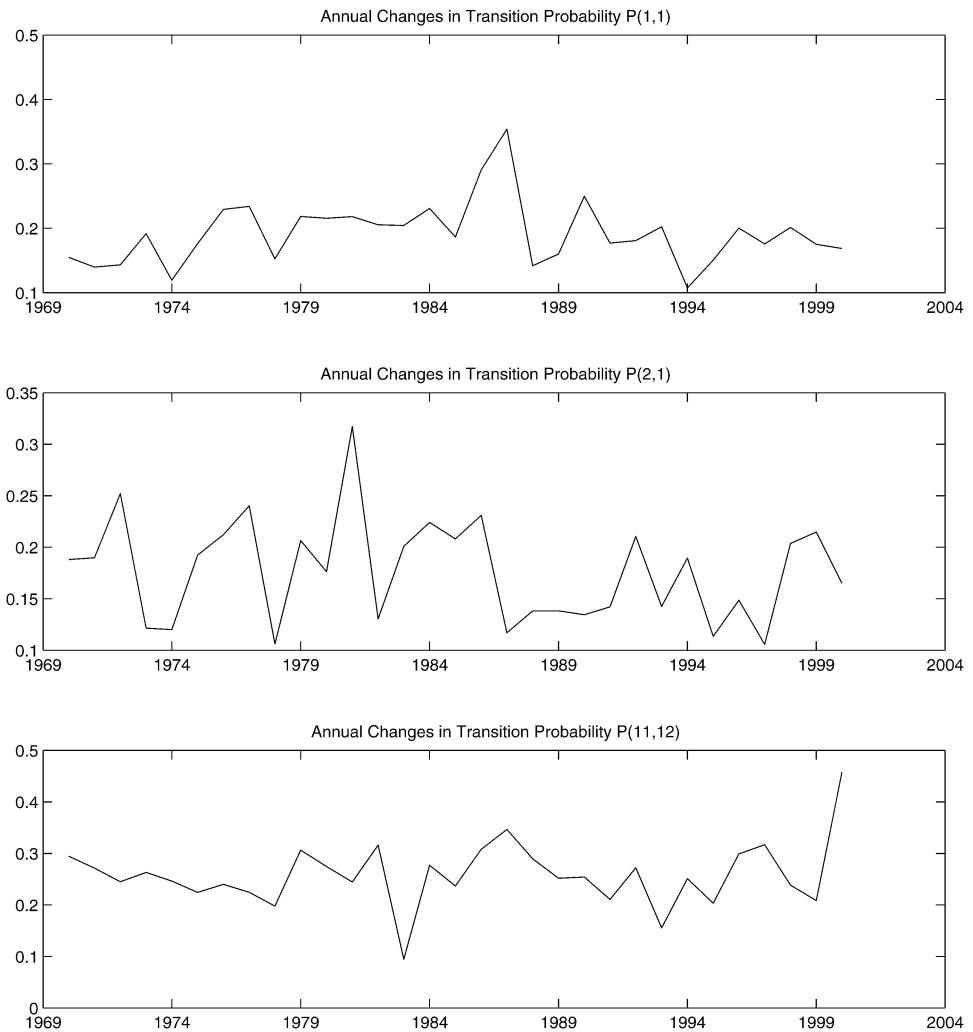 Annual Changes in Transition Probability P(1,1)
0.5
0.4
0.3
0.2
0.1
1969 1974 1979 1984 1989 1994 1999 2004
Annual Changes in Transition Probability P(2,1)
0.35
0.3
0.25
0.2
0.15
0.1
1969 1974 1979 1984 1989 1994 1999 2004
Annual Changes in Transition Probability P(11,12)
0.5
0.4
0.3
0.2
0.1
0
1969 1974 1979 1984 1989 1994 1999 2004